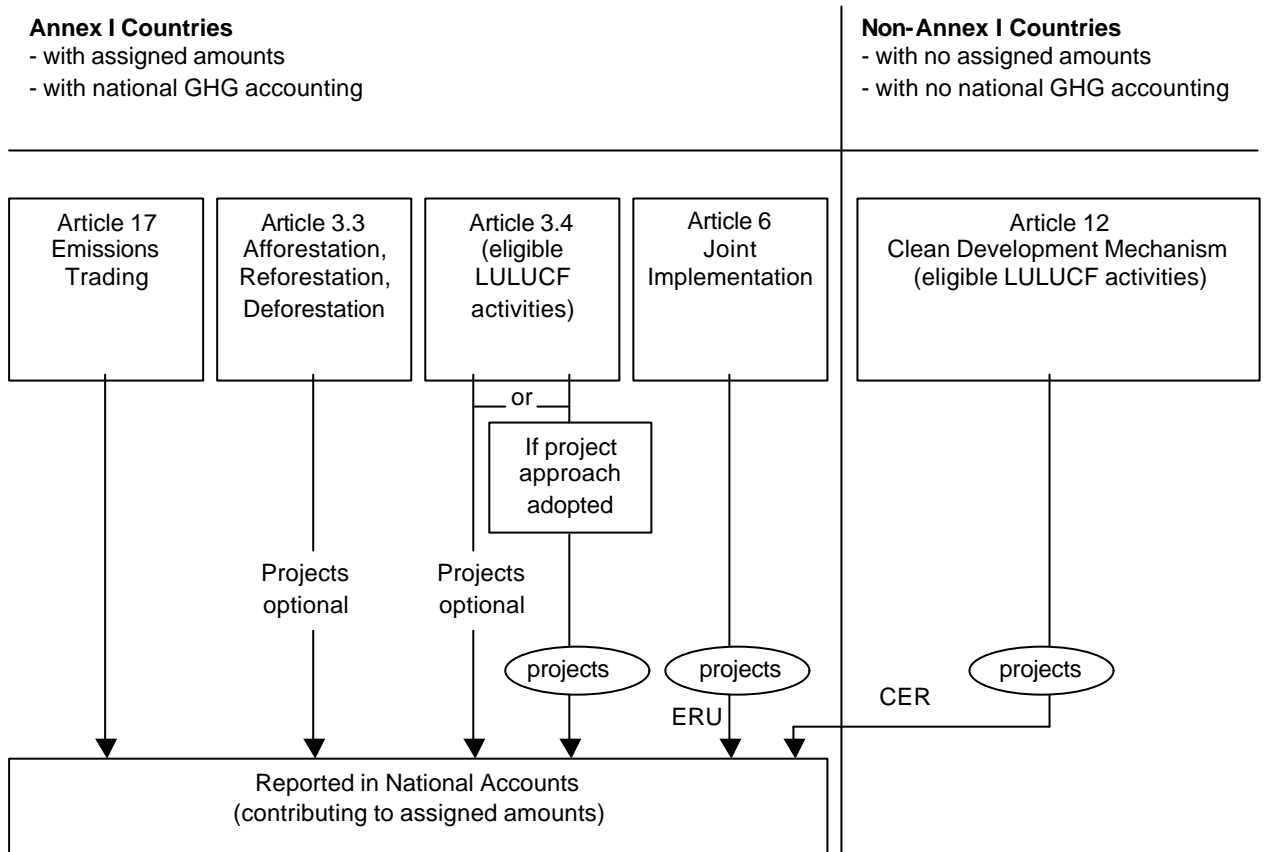 Annex I Countries
- with assigned amounts
- with national GHG accounting
Non-Annex I Countries
- with no assigned amounts
- with no national GHG accounting
Article 17
Emissions
Trading
Article 3.3
Afforestation,
Reforestation,
Deforestation
Article 3.4
(eligible
LULUCF
activities)
Article 6
Joint
Implementation
Article 12
Clean Development Mechanism
(eligible LULUCF activities)
or
If project
approach
adopted
Projects
optional
Projects
optional
projects
projects
projects
ERU
CER
Reported in National Accounts
(contributing to assigned amounts)